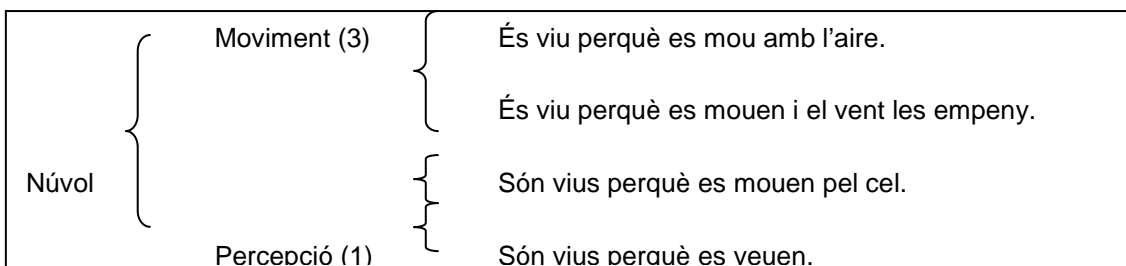 Moviment (3) És viu perquè es mou amb l'aire.
És viu perquè es mouen i el vent les empeny.
Núvol Són vius perquè es mouen pel cel.
Percepció (1) Són vius perquè es veuen.